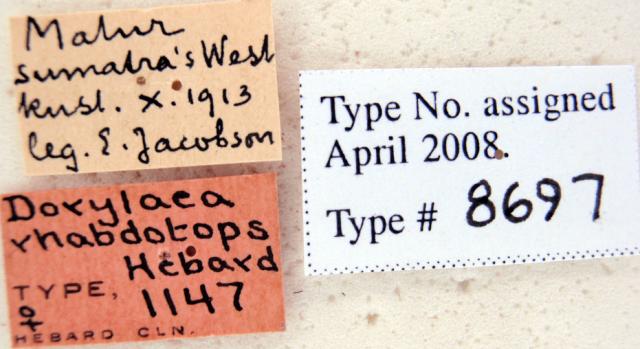 Matur
sumatra's West
kust. X. 1913
leg. E. Jacobson
Dorylaea
rhabdotops
Hebard
TYPE, 1147
♀
HEBARD CLN.
Type No. assigned
April 2008.
Type # 8697